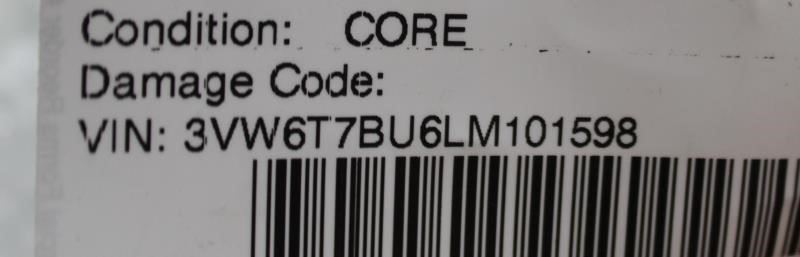 Condition: CORE
Damage Code:
VIN: 3VW6T7BU6LM101598